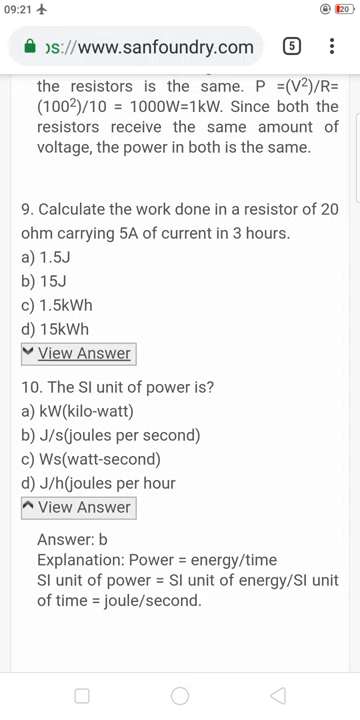 09:21
20
ɔs://www.sanfoundry.com
5
the resistors is the same. P =(V²)/R=
(100²)/10 = 1000W=1kW. Since both the
resistors receive the same amount of
voltage, the power in both is the same.
9. Calculate the work done in a resistor of 20
ohm carrying 5A of current in 3 hours.
a) 1.5J
b) 15J
c) 1.5kWh
d) 15kWh
View Answer
10. The SI unit of power is?
a) kW(kilo-watt)
b) J/s(joules per second)
c) Ws(watt-second)
d) J/h(joules per hour
View Answer
Answer: b
Explanation: Power = energy/time
SI unit of power = SI unit of energy/SI unit
of time = joule/second.